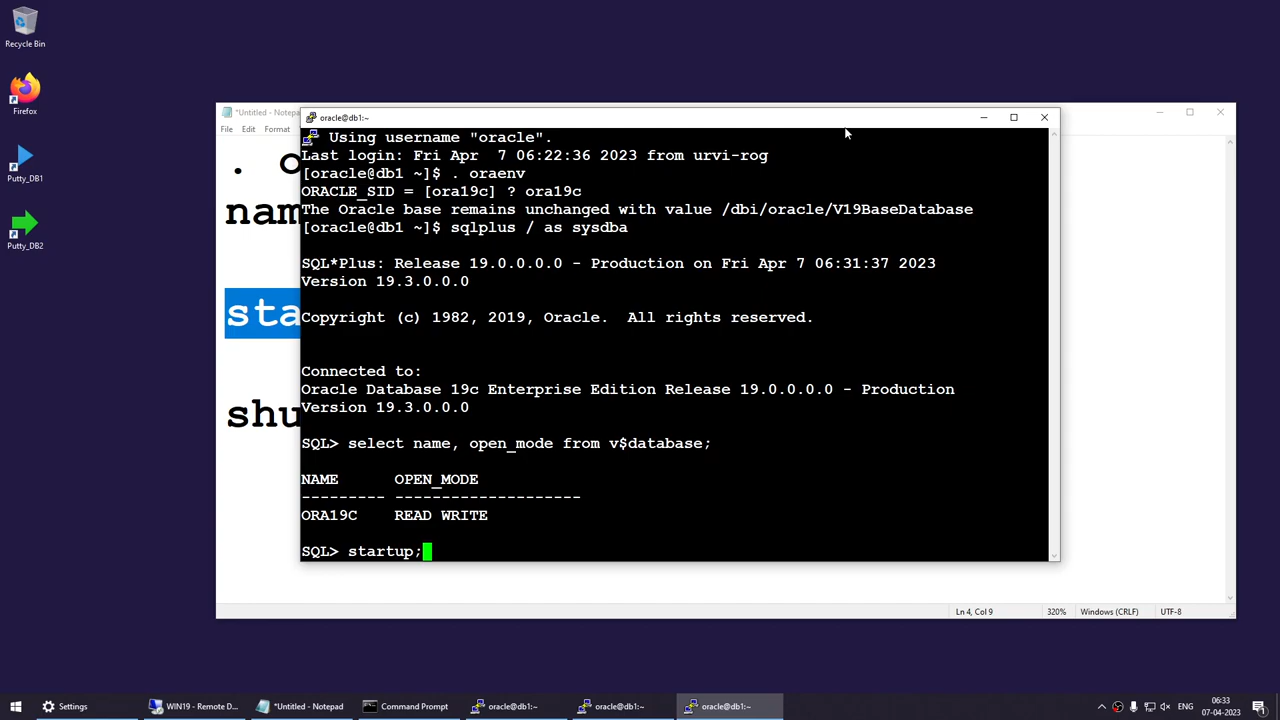 Recycle Bin
Firefox
Putty_DB1
Putty_DB2
*Untitled - Notepa
File Edit Format
. o
nam
sta
shu
oracle@db1:~
Using username "oracle".
Last login: Fri Apr  7 06:22:36 2023 from urvi-rog
[oracle@db1 ~]$ . oraenv
ORACLE_SID = [ora19c] ? ora19c
The Oracle base remains unchanged with value /dbi/oracle/V19BaseDatabase
[oracle@db1 ~]$ sqlplus / as sysdba
SQL*Plus: Release 19.0.0.0.0 - Production on Fri Apr 7 06:31:37 2023
Version 19.3.0.0.0
Copyright (c) 1982, 2019, Oracle.  All rights reserved.
Connected to:
Oracle Database 19c Enterprise Edition Release 19.0.0.0.0 - Production
Version 19.3.0.0.0
SQL> select name, open_mode from v$database;
NAME      OPEN_MODE
--------- --------------------
ORA19C    READ WRITE
SQL> startup;
Ln 4, Col 9 320% Windows (CRLF) UTF-8
Settings WIN19 - Remote D... *Untitled - Notepad Command Prompt oracle@db1:~ oracle@db1:~ oracle@db1:~ ENG 06:33
07-04-2023